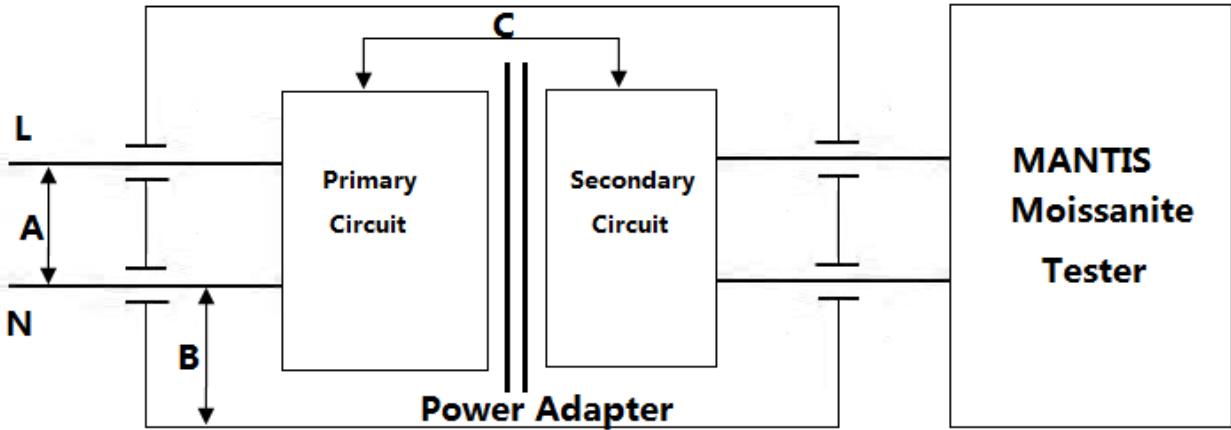 C
L
A
N
B
Primary
Circuit
Secondary
Circuit
Power Adapter
MANTIS
Moissanite
Tester